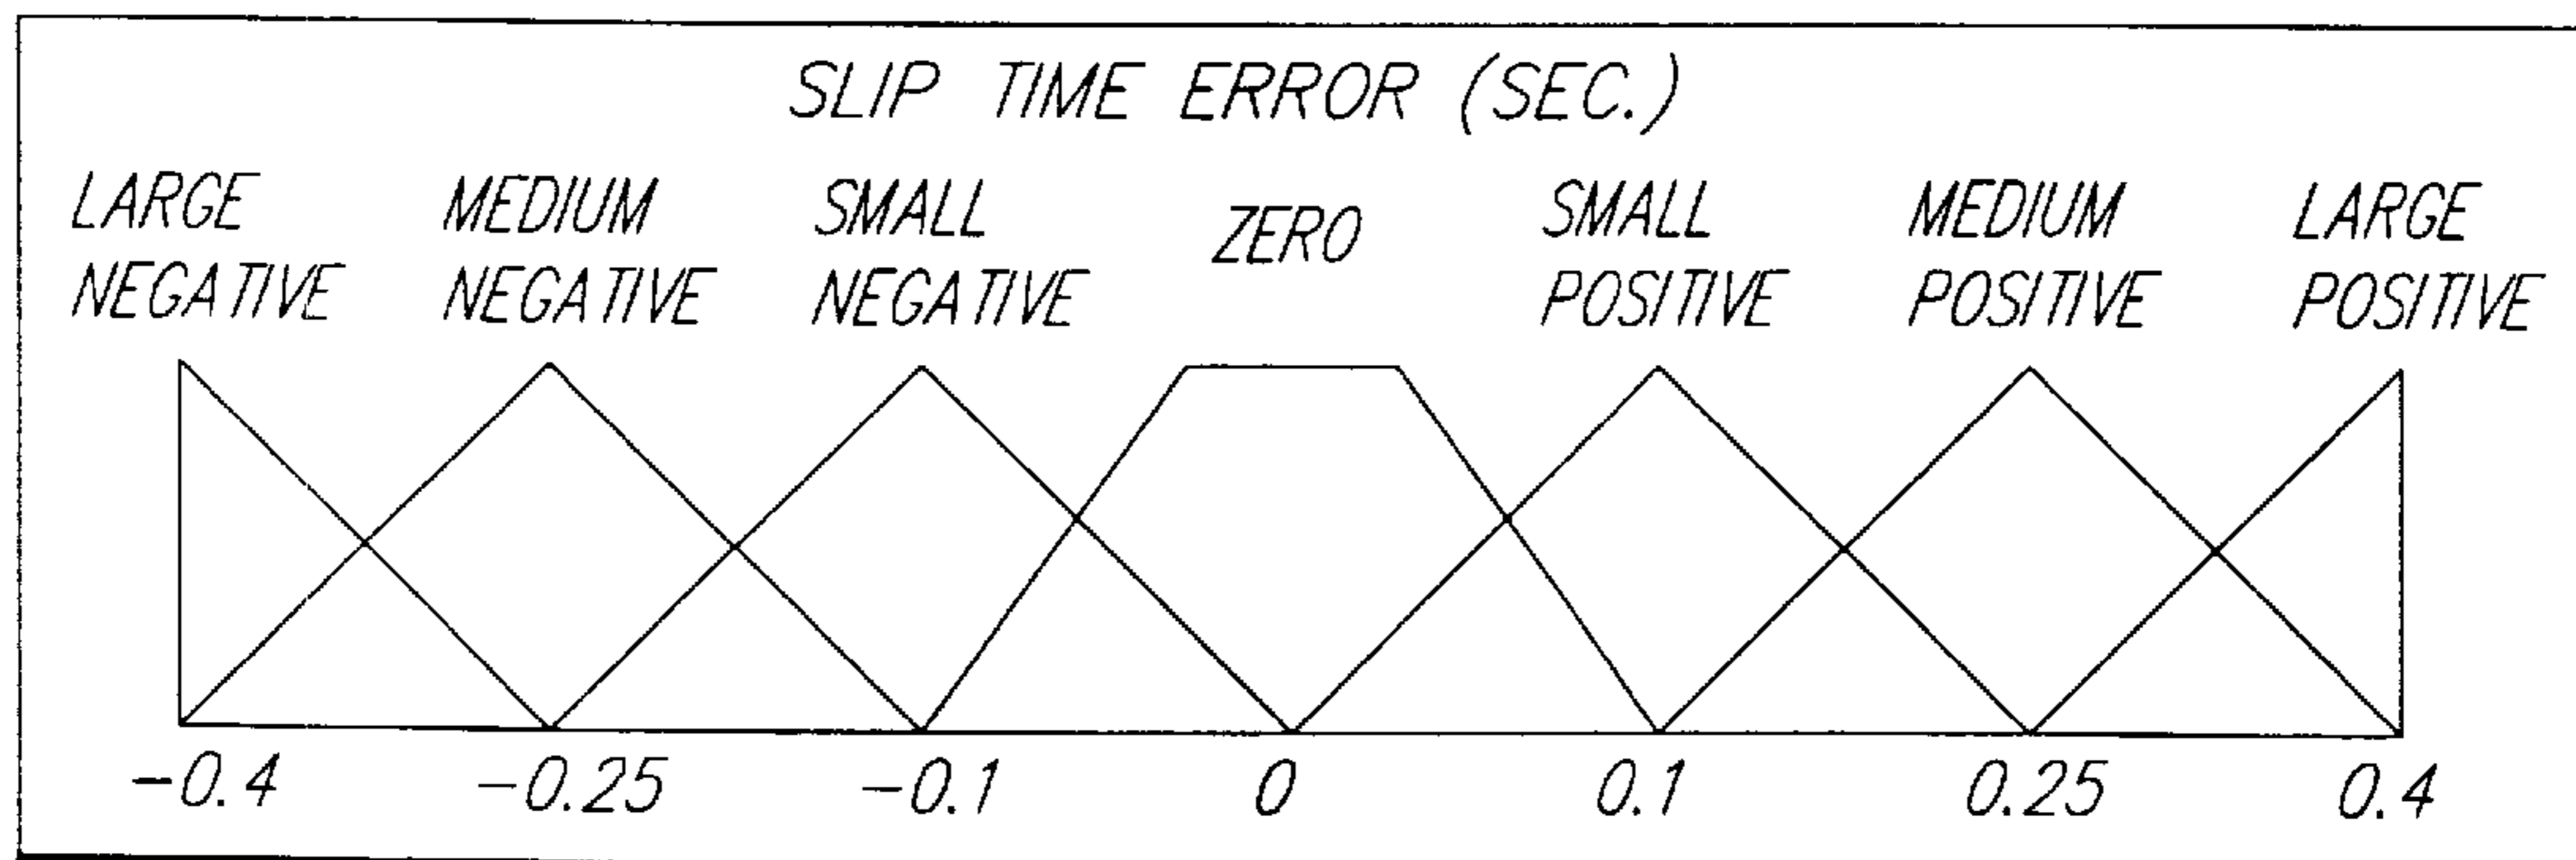 SLIP TIME ERROR (SEC.)
LARGE NEGATIVE
MEDIUM NEGATIVE
SMALL NEGATIVE
ZERO
SMALL POSITIVE
MEDIUM POSITIVE
LARGE POSITIVE
-0.4 -0.25 -0.1 0 0.1 0.25 0.4